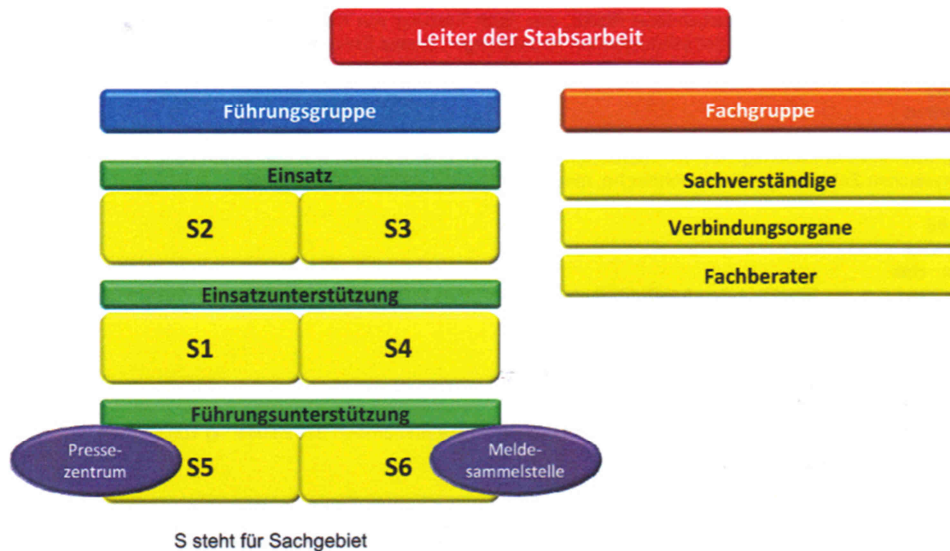 Leiter der Stabsarbeit
Führungsgruppe
Fachgruppe
Einsatz
S2
S3
Einsatzunterstützung
S1
S4
Führungsunterstützung
Presse-
zentrum
S5
S6
Melde-
sammelstelle
Sachverständige
Verbindungsorgane
Fachberater
S steht für Sachgebiet